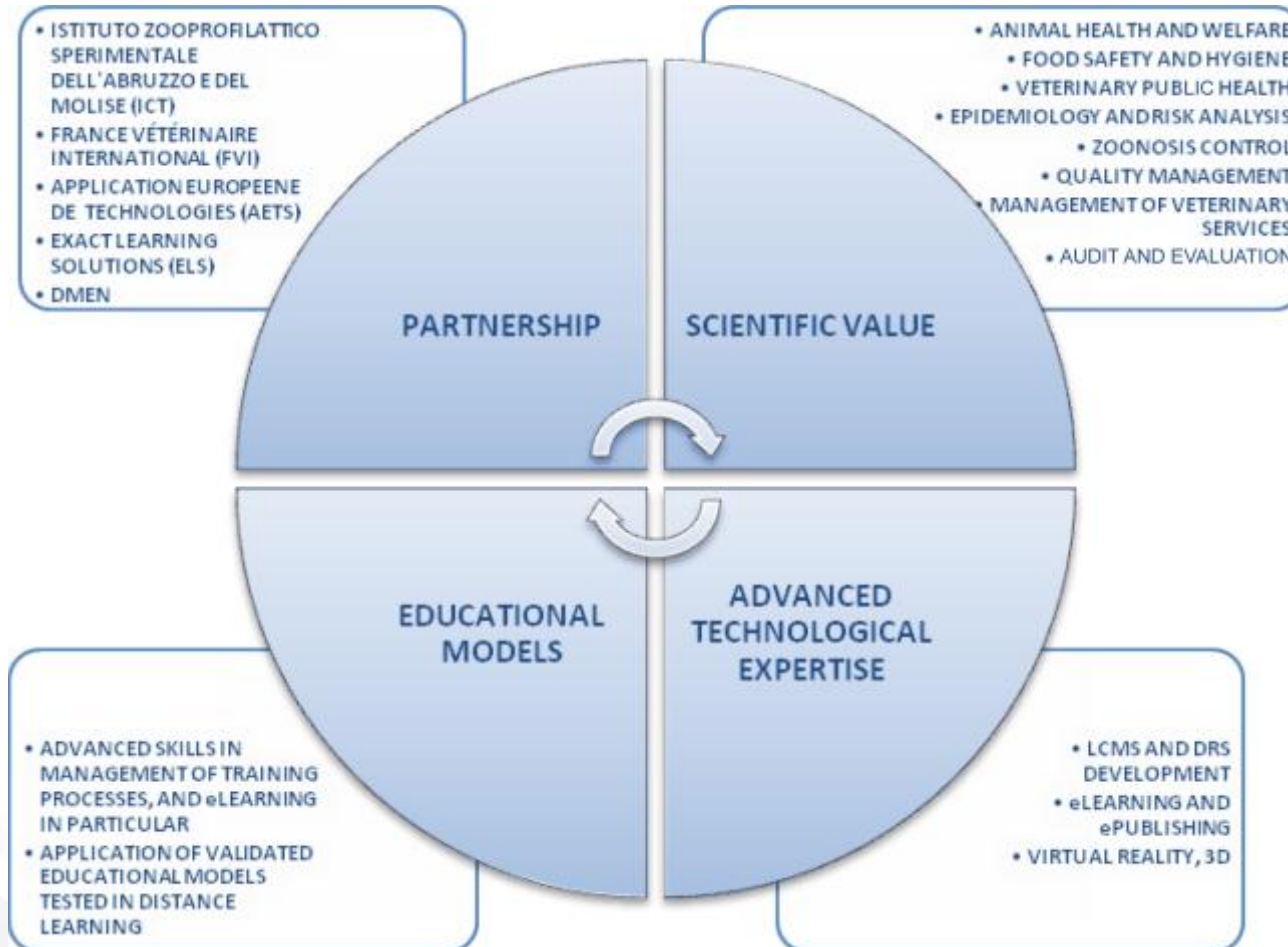 • ISTITUTO ZOOPROFILATTICO
SPERIMENTALE
DELL'ABRUZZO E DEL
MOLISE (ICT)
• FRANCE VÉTÉRINAIRE
INTERNATIONAL (FVI)
• APPLICATION EUROPEENE
DE TECHNOLOGIES (AETS)
• EXACT LEARNING
SOLUTIONS (ELS)
• DMEN
• ANIMAL HEALTH AND WELFARE
• FOOD SAFETY AND HYGIENE
• VETERINARY PUBLIC HEALTH
• EPIDEMIOLOGY AND RISK ANALYSIS
• ZOONOSIS CONTROL
• QUALITY MANAGEMENT
• MANAGEMENT OF VETERINARY
SERVICES
• AUDIT AND EVALUATION
PARTNERSHIP
SCIENTIFIC VALUE
EDUCATIONAL
MODELS
ADVANCED
TECHNOLOGICAL
EXPERTISE
• ADVANCED SKILLS IN
MANAGEMENT OF TRAINING
PROCESSES, AND eLEARNING
IN PARTICULAR
• APPLICATION OF VALIDATED
EDUCATIONAL MODELS
TESTED IN DISTANCE
LEARNING
• LCMS AND DRS
DEVELOPMENT
• eLEARNING AND
ePUBLISHING
• VIRTUAL REALITY, 3D